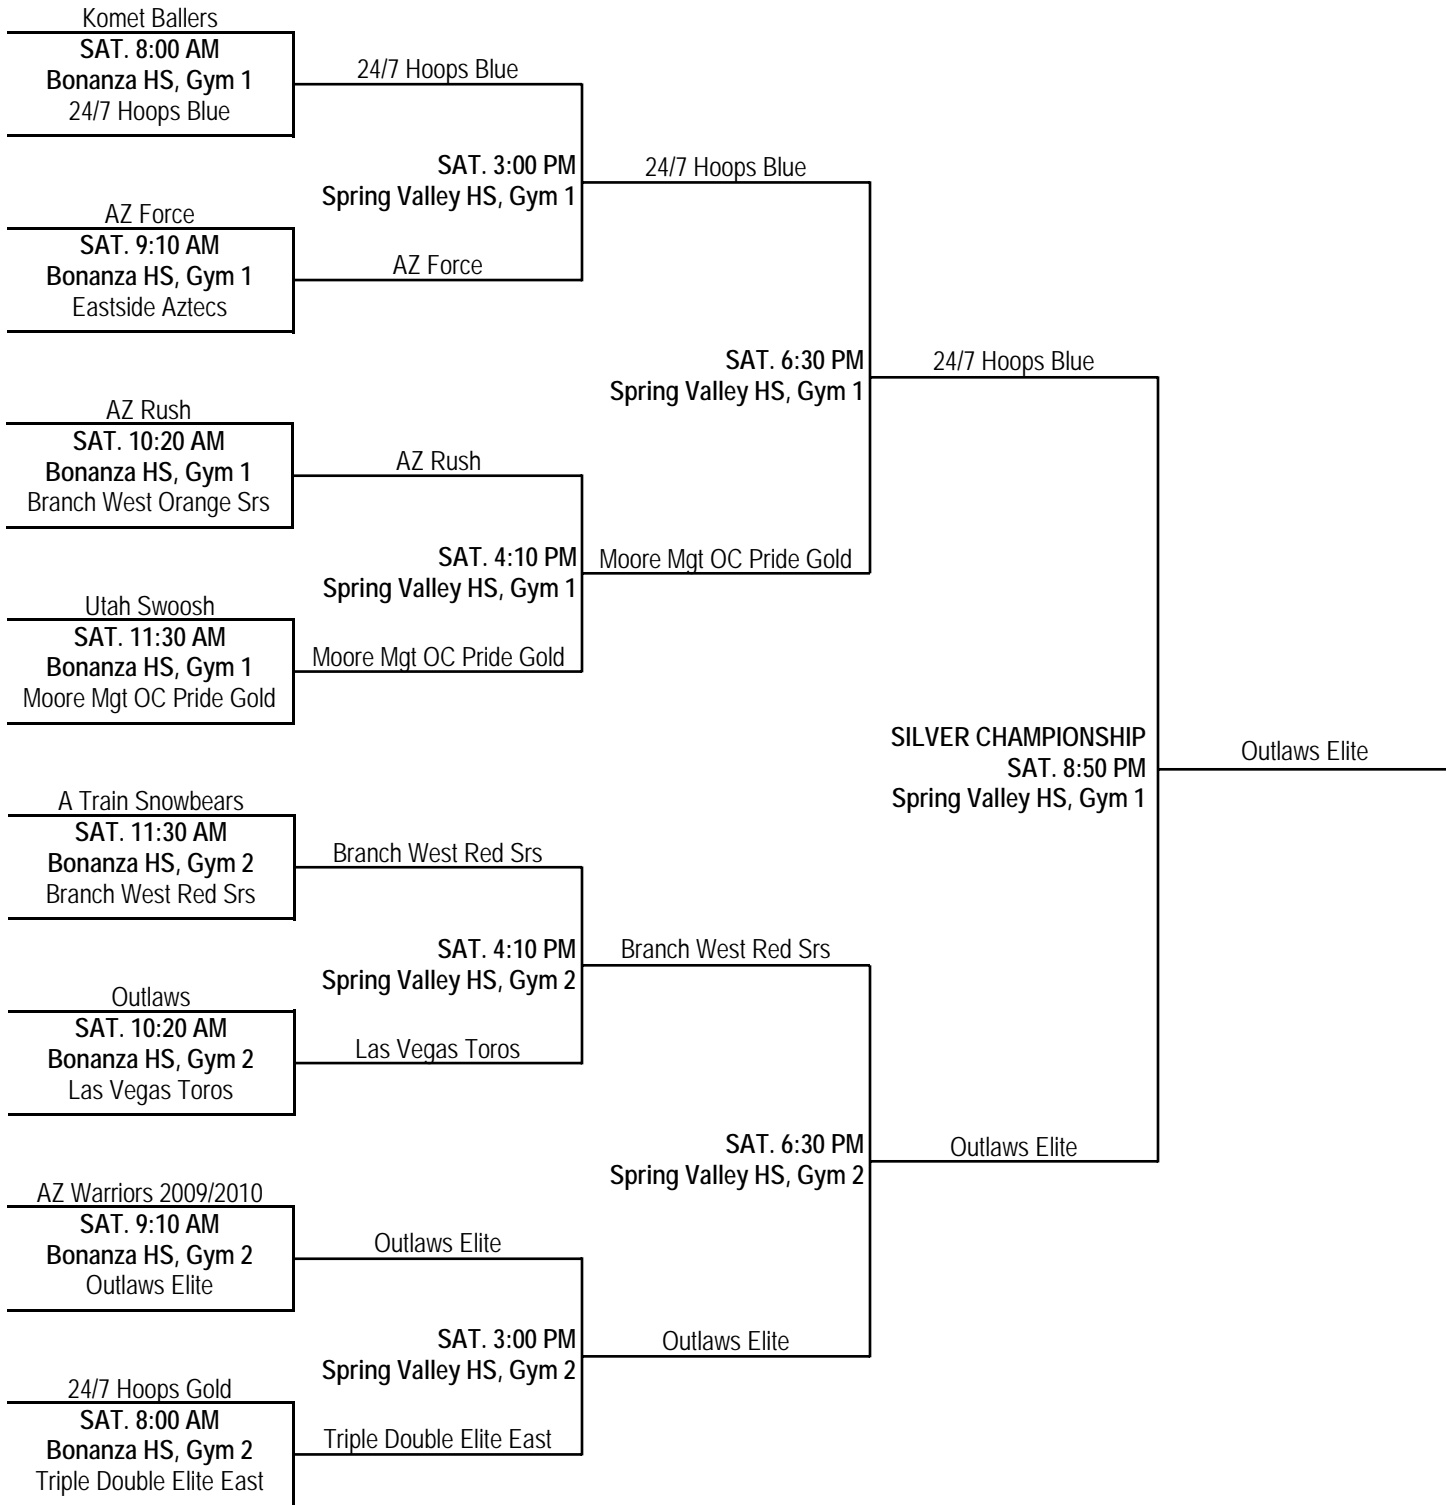 Komet Ballers
SAT. 8:00 AM
Bonanza HS, Gym 1
24/7 Hoops Blue
AZ Force
SAT. 9:10 AM
Bonanza HS, Gym 1
Eastside Aztecs
AZ Rush
SAT. 10:20 AM
Bonanza HS, Gym 1
Branch West Orange Srs
Utah Swoosh
SAT. 11:30 AM
Bonanza HS, Gym 1
Moore Mgt OC Pride Gold
A Train Snowbears
SAT. 11:30 AM
Bonanza HS, Gym 2
Branch West Red Srs
Outlaws
SAT. 10:20 AM
Bonanza HS, Gym 2
Las Vegas Toros
AZ Warriors 2009/2010
SAT. 9:10 AM
Bonanza HS, Gym 2
Outlaws Elite
24/7 Hoops Gold
SAT. 8:00 AM
Bonanza HS, Gym 2
Triple Double Elite East
24/7 Hoops Blue
SAT. 3:00 PM
Spring Valley HS, Gym 1
AZ Force
AZ Rush
SAT. 4:10 PM
Spring Valley HS, Gym 1
Moore Mgt OC Pride Gold
Branch West Red Srs
SAT. 4:10 PM
Spring Valley HS, Gym 2
Las Vegas Toros
Outlaws Elite
SAT. 3:00 PM
Spring Valley HS, Gym 2
Triple Double Elite East
24/7 Hoops Blue
SAT. 6:30 PM
Spring Valley HS, Gym 1
Moore Mgt OC Pride Gold
Branch West Red Srs
SAT. 6:30 PM
Spring Valley HS, Gym 2
Outlaws Elite
24/7 Hoops Blue
SILVER CHAMPIONSHIP
SAT. 8:50 PM
Spring Valley HS, Gym 1
Outlaws Elite
Outlaws Elite